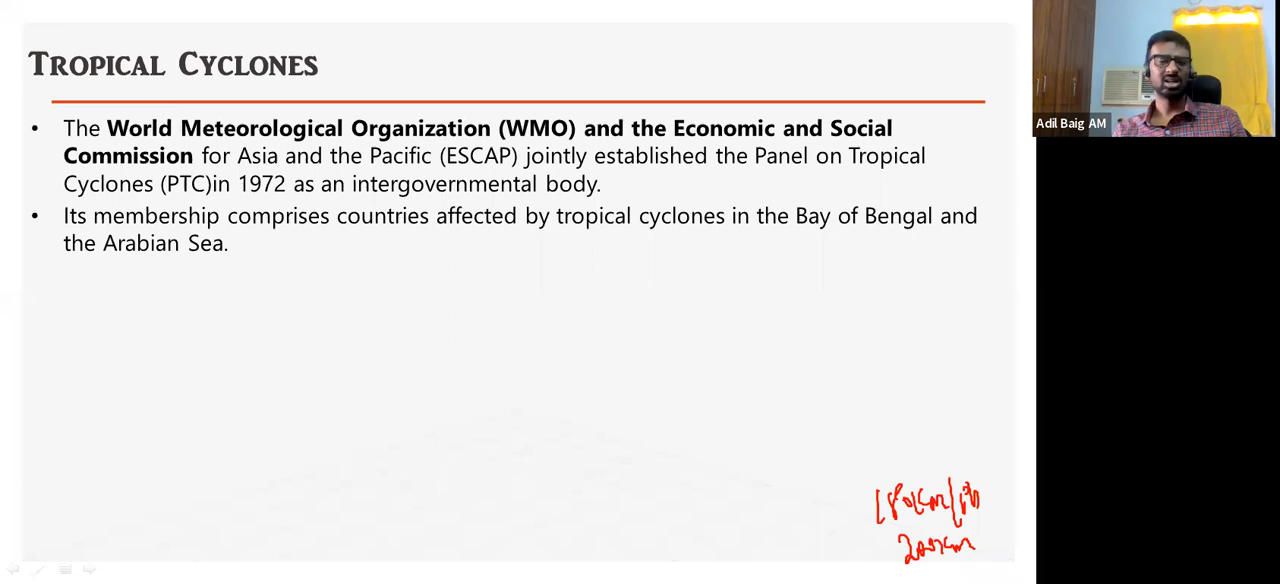 TROPICAL CYCLONES
• The World Meteorological Organization (WMO) and the Economic and Social
Commission for Asia and the Pacific (ESCAP) jointly established the Panel on Tropical
Cyclones (PTC)in 1972 as an intergovernmental body.
• Its membership comprises countries affected by tropical cyclones in the Bay of Bengal and
the Arabian Sea.
Adil Baig AM